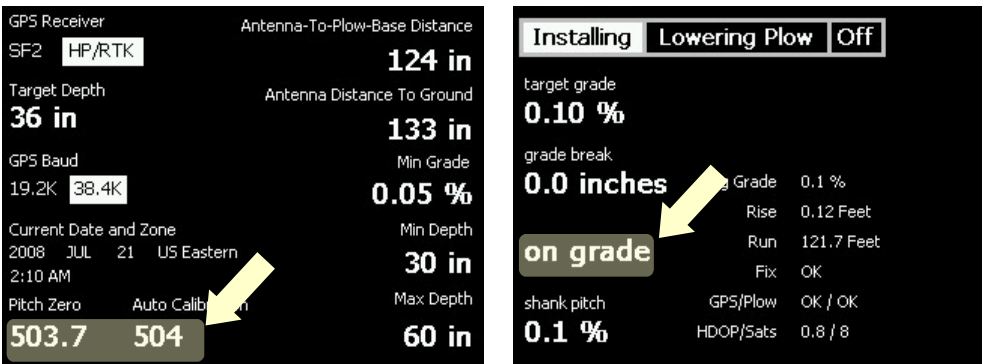 GPS Receiver
SF2 HP/RTK
Target Depth
36 in
GPS Baud
19.2K 38.4K
Current Date and Zone
2008 JUL 21 US Eastern
2:10 AM
Pitch Zero
503.7
504
Antenna-To-Plow-Base Distance
124 in
Antenna Distance To Ground
133 in
Min Grade
0.05 %
Min Depth
30 in
Max Depth
60 in
Installing Lowering Plow Off
target grade
0.10 %
grade break
0.0 inches
on grade
shank pitch
0.1 %
Grade 0.1 %
Rise 0.12 Feet
Run 121.7 Feet
Fix OK
GPS/Plow OK / OK
HDOP/Sats 0.8 / 8